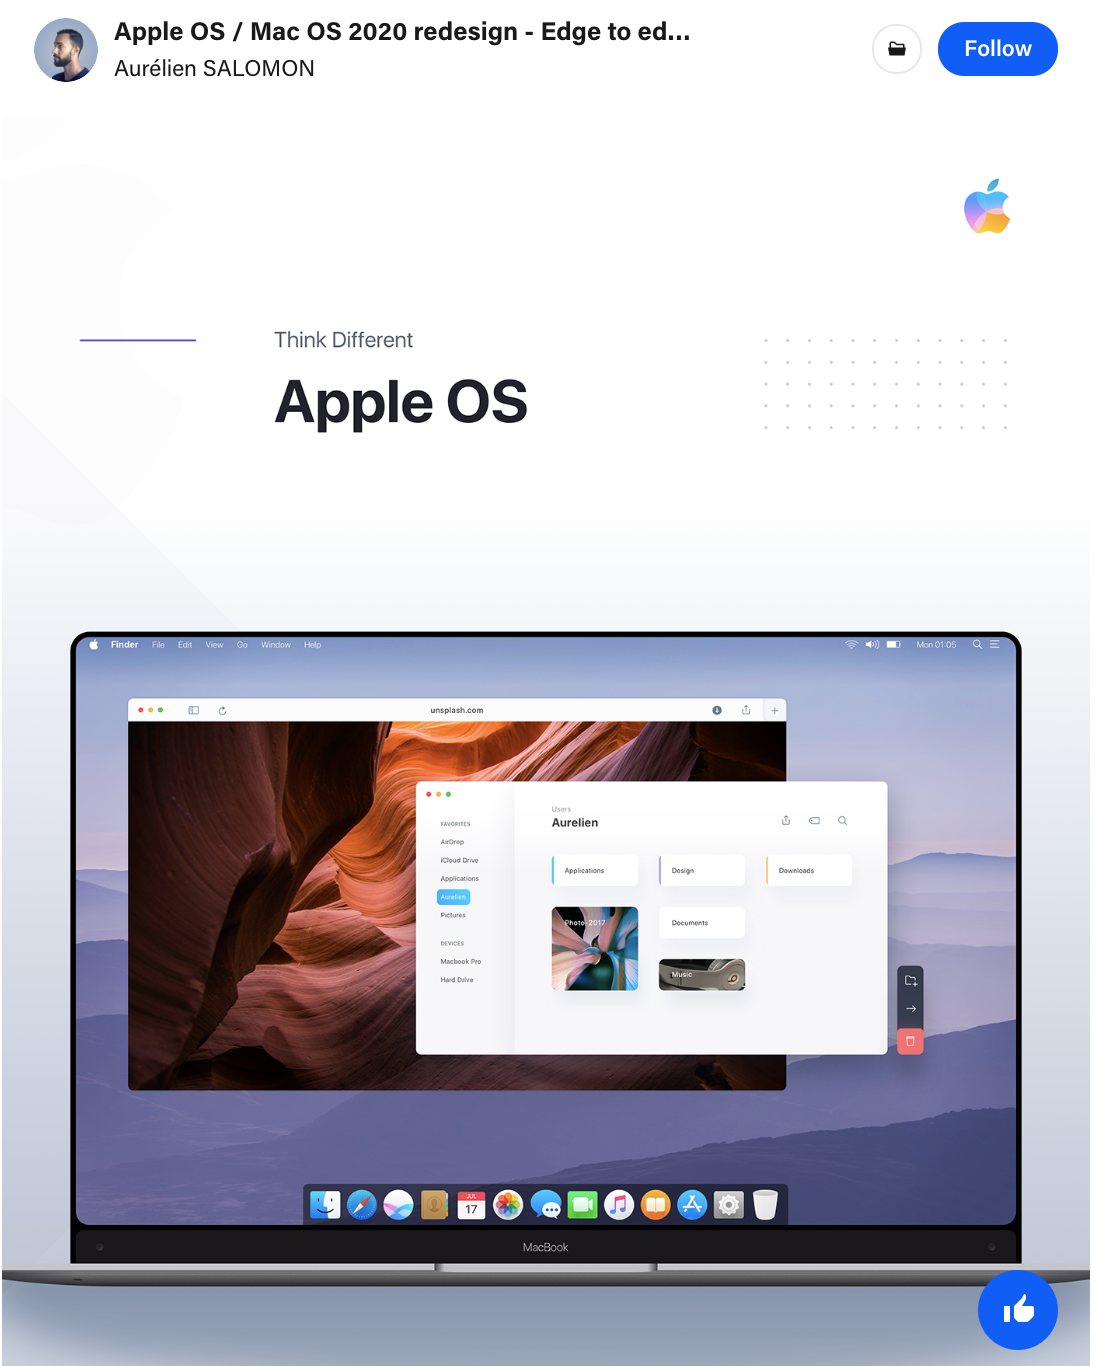 Apple OS / Mac OS 2020 redesign - Edge to ed...
Aurélien SALOMON
Follow
Think Different
Apple OS
Finder File Edit View Go Window Help
Mon 01:05
unsplash.com
Users
Aurelien
FAVORITES
AirDrop
iCloud Drive
Applications
Aurelien
Pictures
DEVICES
Macbook Pro
Hard Drive
Applications
Design
Downloads
Photo-2017
Documents
Music
JUL
17
MacBook